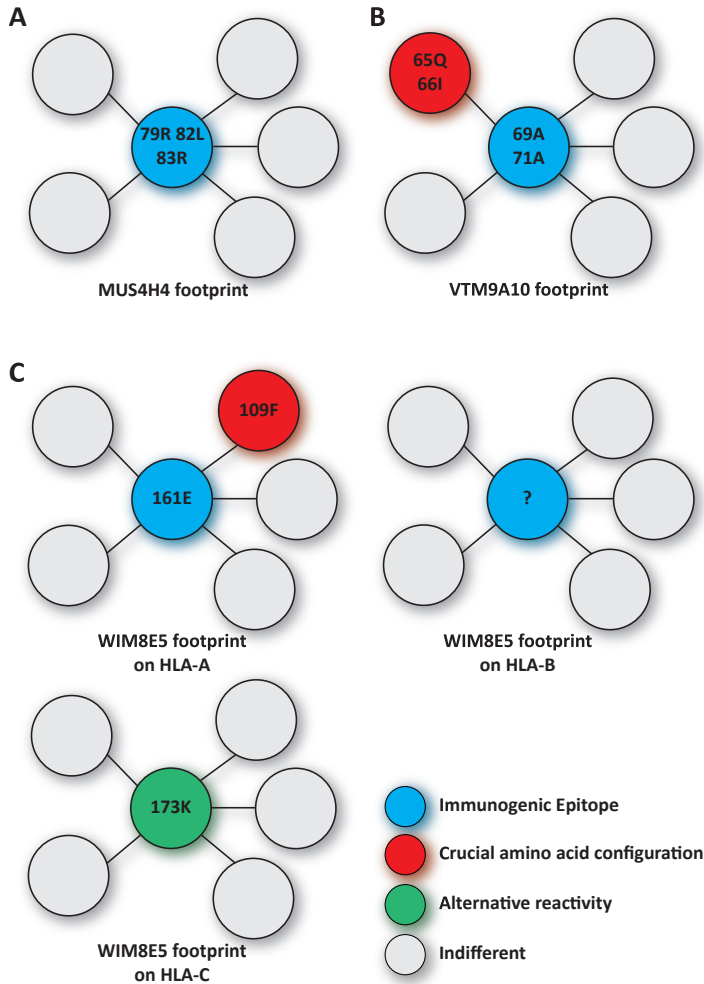 A
79R 82L
83R
MUS4H4 footprint
B
65Q
66I
69A
71A
VTM9A10 footprint
C
109F
161E
WIM8E5 footprint
on HLA-A
?
WIM8E5 footprint
on HLA-B
173K
WIM8E5 footprint
on HLA-C
Immunogenic Epitope
Crucial amino acid configuration
Alternative reactivity
Indifferent